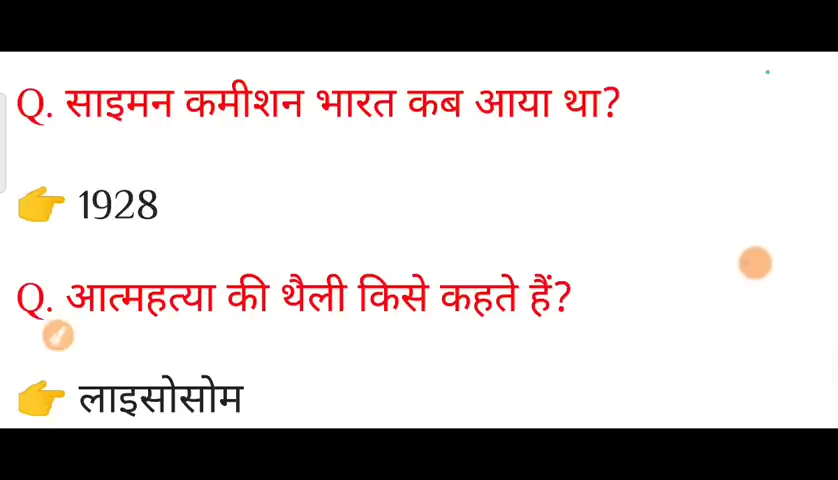 Q. साइमन कमीशन भारत कब आया था?
👉 1928
Q. आत्महत्या की थैली किसे कहते हैं?
👉 लाइसोसोम